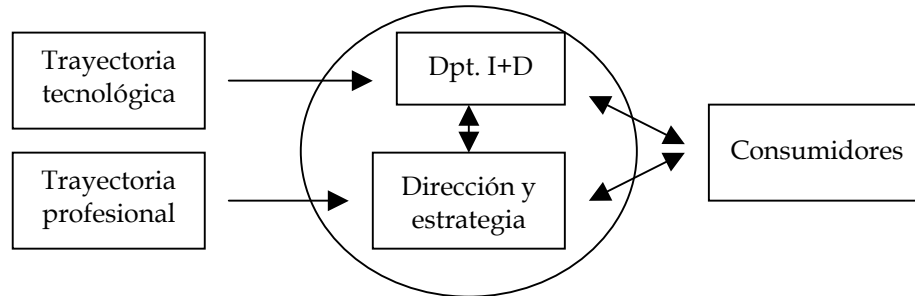 Trayectoria
tecnológica
Dpt. I+D
Trayectoria
profesional
Dirección y
estrategia
Consumidores